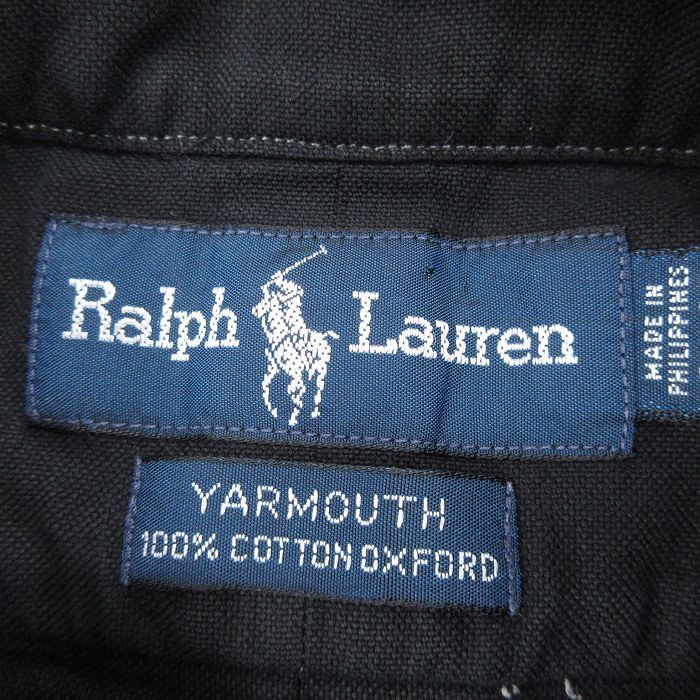 Ralph Lauren
MADE IN
PHILIPPINES
YARMOUTH
100% COTTON OXFORD